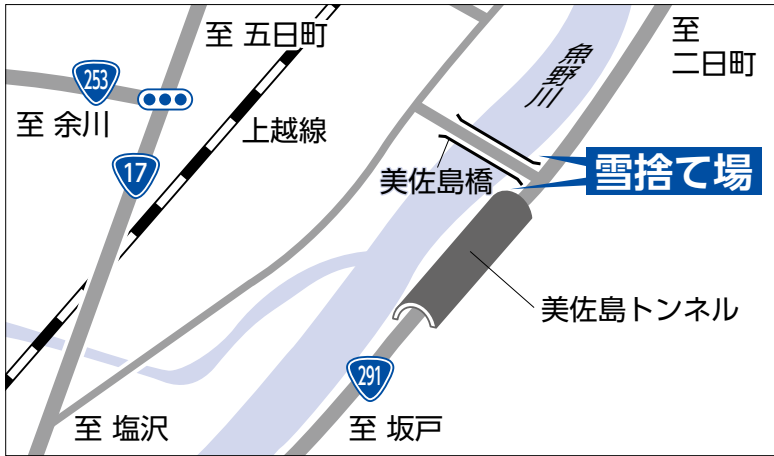 至 五日町
至
二日町
魚野川
253
至 余川
上越線
17
美佐島橋
雪捨て場
美佐島トンネル
291
至 塩沢
至 坂戸